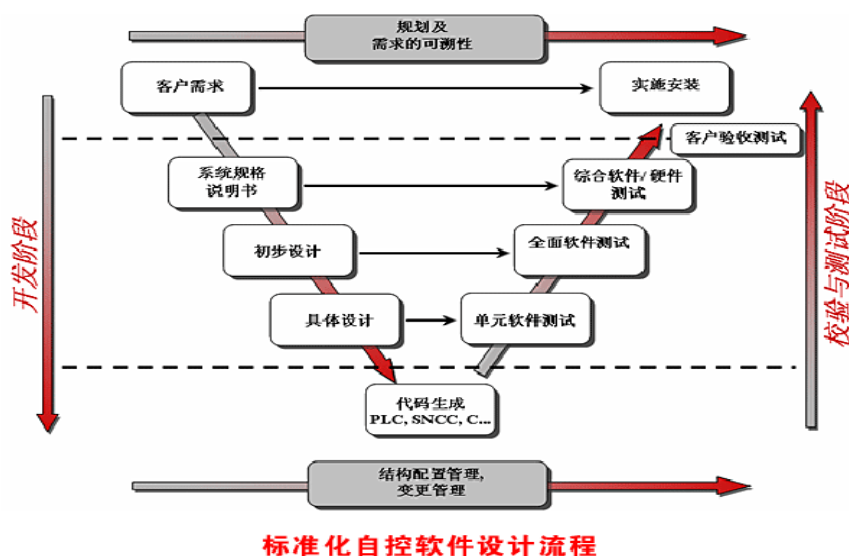 规划及
需求的可溯性
客户需求
实施安装
客户验收测试
系统规格
说明书
综合软件/硬件
测试
初步设计
全面软件测试
具体设计
单元软件测试
代码生成
PLC, SNCC, C...
开发阶段
校验与测试阶段
结构配置管理,
变更管理
标准化自控软件设计流程